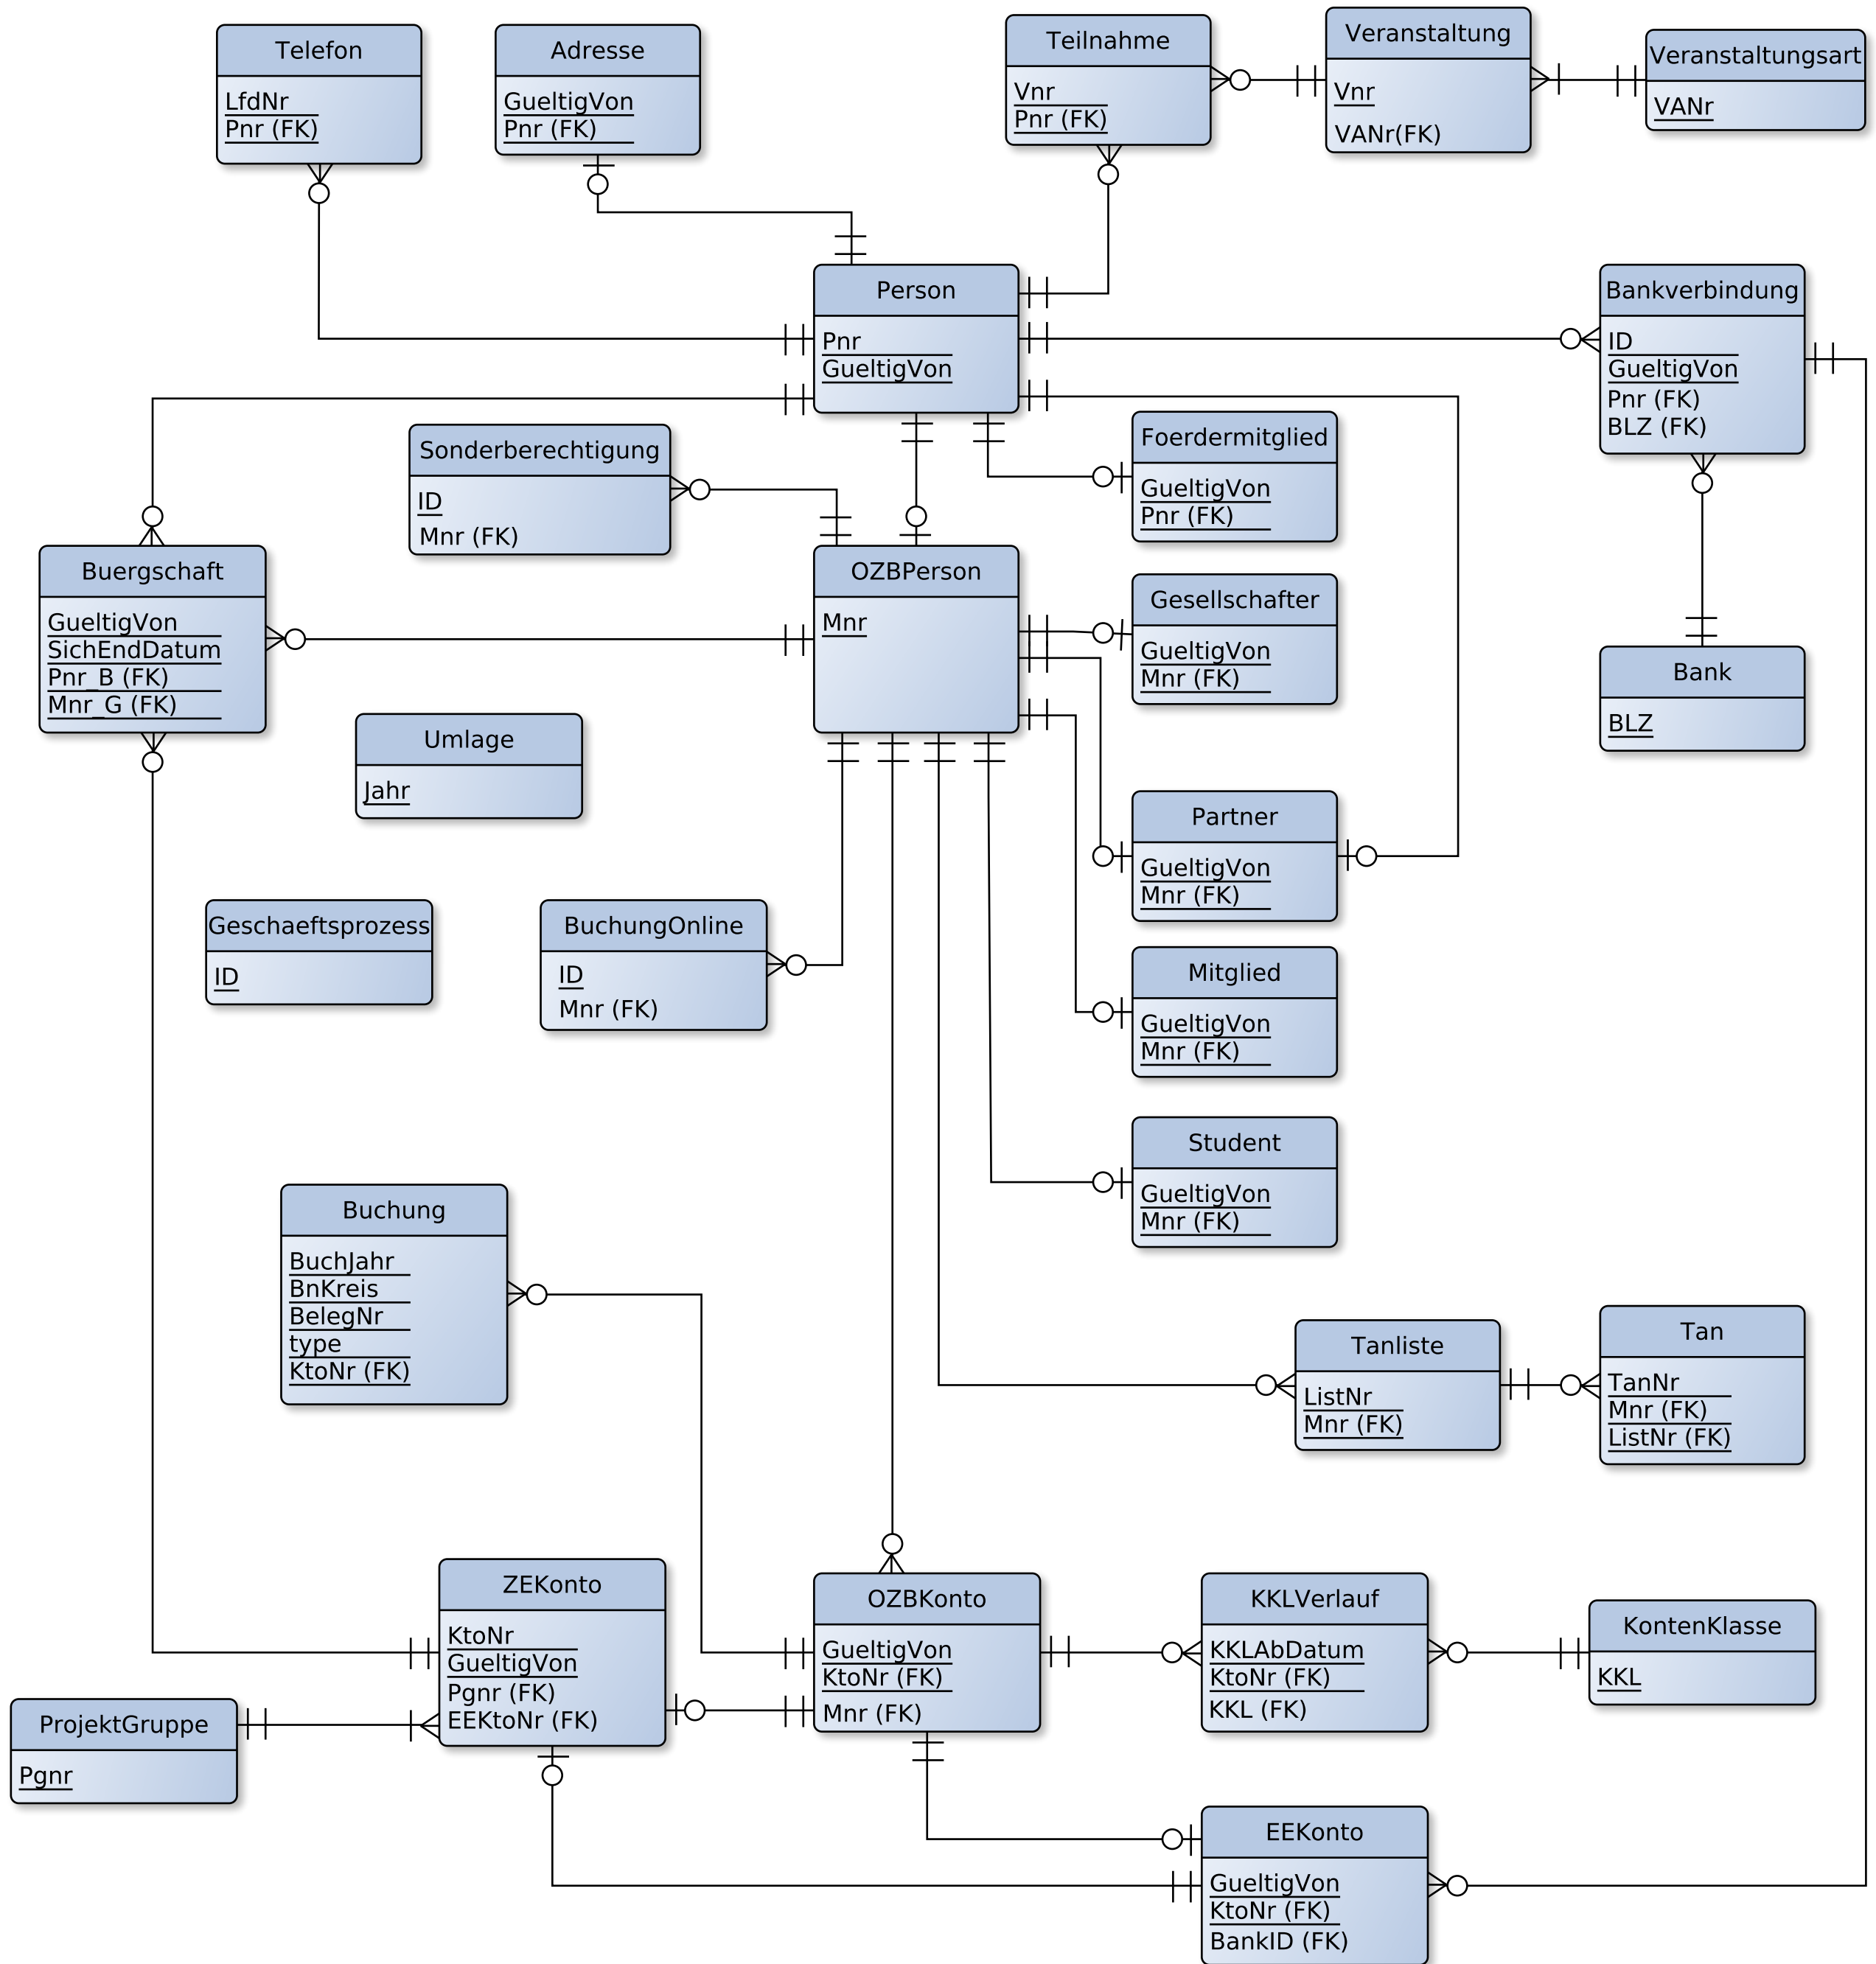 Telefon
LfdNr
Pnr (FK)
Adresse
GueltigVon
Pnr (FK)
Teilnahme
Vnr
Pnr (FK)
Veranstaltung
Vnr
VANr(FK)
Veranstaltungsart
VANr
Person
Pnr
GueltigVon
Bankverbindung
ID
GueltigVon
Pnr (FK)
BLZ (FK)
Sonderberechtigung
ID
Mnr (FK)
Foerdermitglied
GueltigVon
Pnr (FK)
Buergschaft
GueltigVon
SichEndDatum
Pnr_B (FK)
Mnr_G (FK)
OZBPerson
Mnr
Gesellschafter
GueltigVon
Mnr (FK)
Bank
BLZ
Umlage
Jahr
Partner
GueltigVon
Mnr (FK)
Geschaeftsprozess
ID
BuchungOnline
ID
Mnr (FK)
Mitglied
GueltigVon
Mnr (FK)
Student
GueltigVon
Mnr (FK)
Buchung
BuchJahr
BnKreis
BelegNr
type
KtoNr (FK)
Tanliste
ListNr
Mnr (FK)
Tan
TanNr
Mnr (FK)
ListNr (FK)
ZEKonto
KtoNr
GueltigVon
Pgnr (FK)
EEKtoNr (FK)
OZBKonto
GueltigVon
KtoNr (FK)
Mnr (FK)
KKLVerlauf
KKLAbDatum
KtoNr (FK)
KKL (FK)
KontenKlasse
KKL
ProjektGruppe
Pgnr
EEKonto
GueltigVon
KtoNr (FK)
BankID (FK)